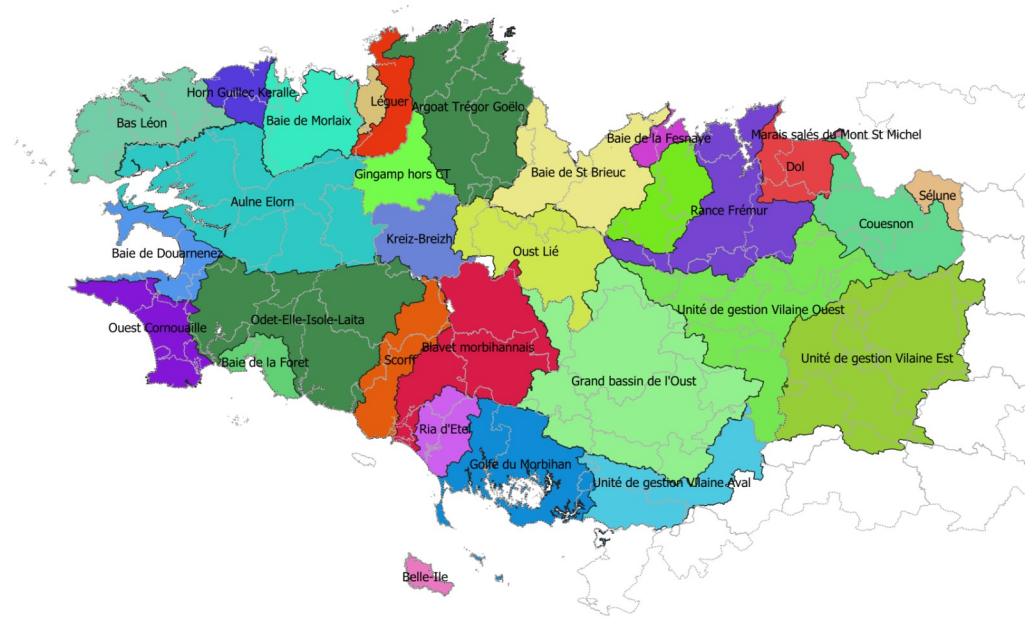 Horn Guillec Keralle
Bas Léon
Baie de Morlaix
Léguer
Argoat Trégor Goëlo
Baie de la Fesnaye
Marais salés du Mont St Michel
Dol
Gingamp hors CT
Baie de St Brieuc
Sélune
Aulne Elorn
Rance Frémur
Couesnon
Kreiz-Breizh
Oust Lié
Baie de Douarnenez
Unité de gestion Vilaine Ouest
Odet-Elle-Isole-Laita
Ouest Cornouaille
Blavet morbihannais
Scorff
Baie de la Foret
Unité de gestion Vilaine Est
Grand bassin de l'Oust
Ria d'Etel
Golfe du Morbihan
Unité de gestion Vilaine Aval
Belle-Ile